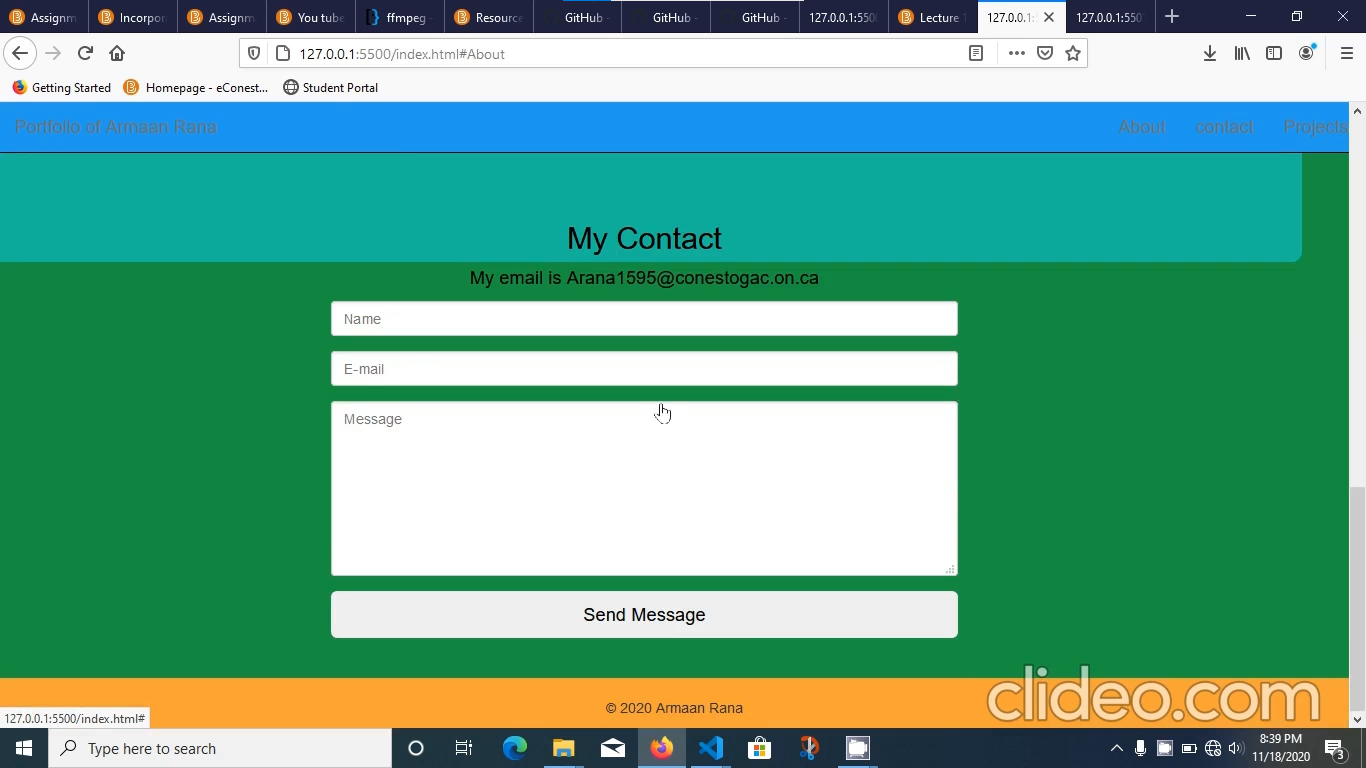 Assignm
Incorpor
Assignm
You tube
ffmpeg
Resource
GitHub -
GitHub -
GitHub -
127.0.0.1:550
Lecture 1
127.0.0.1:
127.0.0.1:550
127.0.0.1:5500/index.html#About
Getting Started
Homepage - eConest...
Student Portal
Portfolio of Armaan Rana
About
contact
Projects
My Contact
My email is Arana1595@conestogac.on.ca
Name
E-mail
Message
Send Message
© 2020 Armaan Rana
clideo.com
127.0.0.1:5500/index.html#
Type here to search
8:39 PM
11/18/2020
3